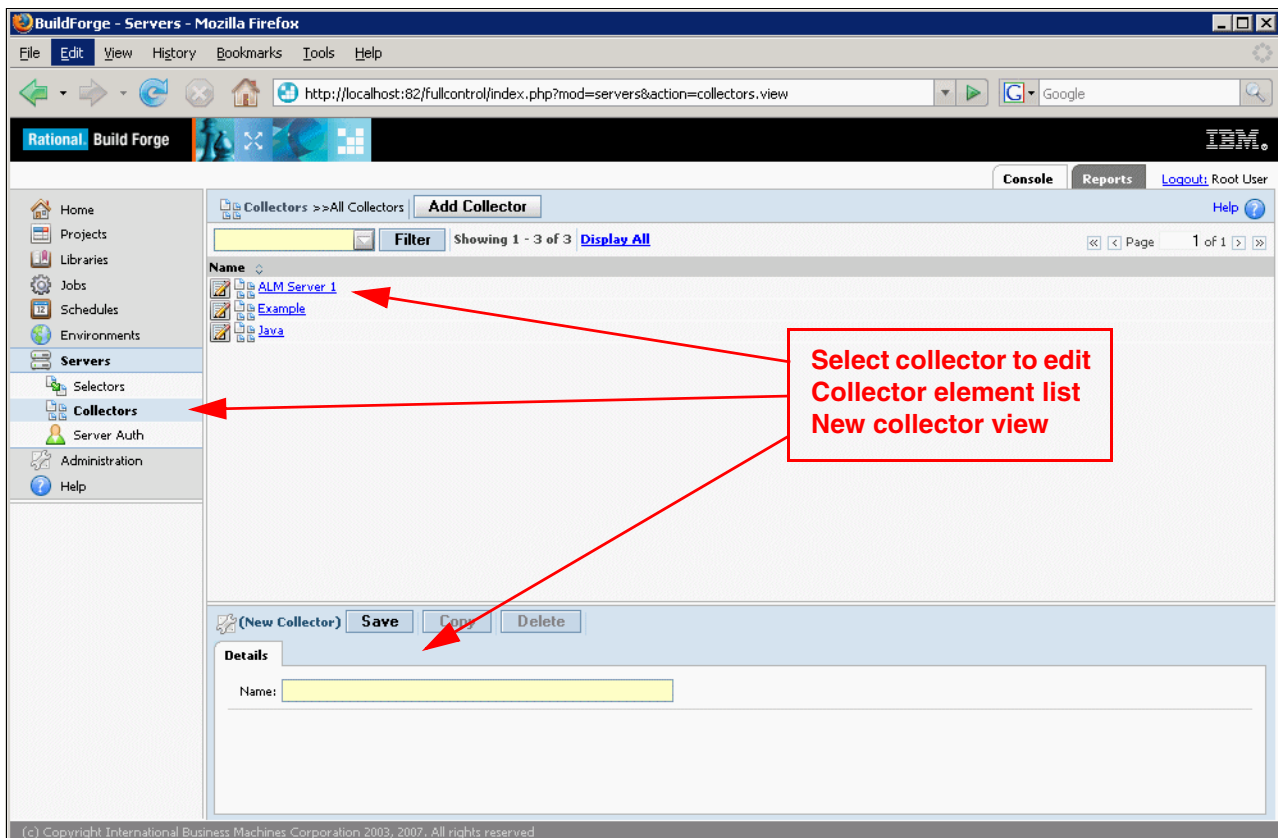 BuildForge - Servers - Mozilla Firefox
File Edit View History Bookmarks Tools Help
http://localhost:82/fullcontrol/index.php?mod=servers&action=collectors.view
G Google
Rational. Build Forge
IBM.
Console Reports Logout: Root User
Home
Projects
Libraries
Jobs
12 Schedules
Environments
Servers
Selectors
Collectors
Server Auth
Administration
Help
Collectors >>All Collectors Add Collector Help
Filter Showing 1 - 3 of 3 Display All Page 1 of 1
Name
ALM Server 1
Example
Java
Select collector to edit
Collector element list
New collector view
(New Collector) Save Copy Delete
Details
Name:
(c) Copyright International Business Machines Corporation 2003, 2007. All rights reserved